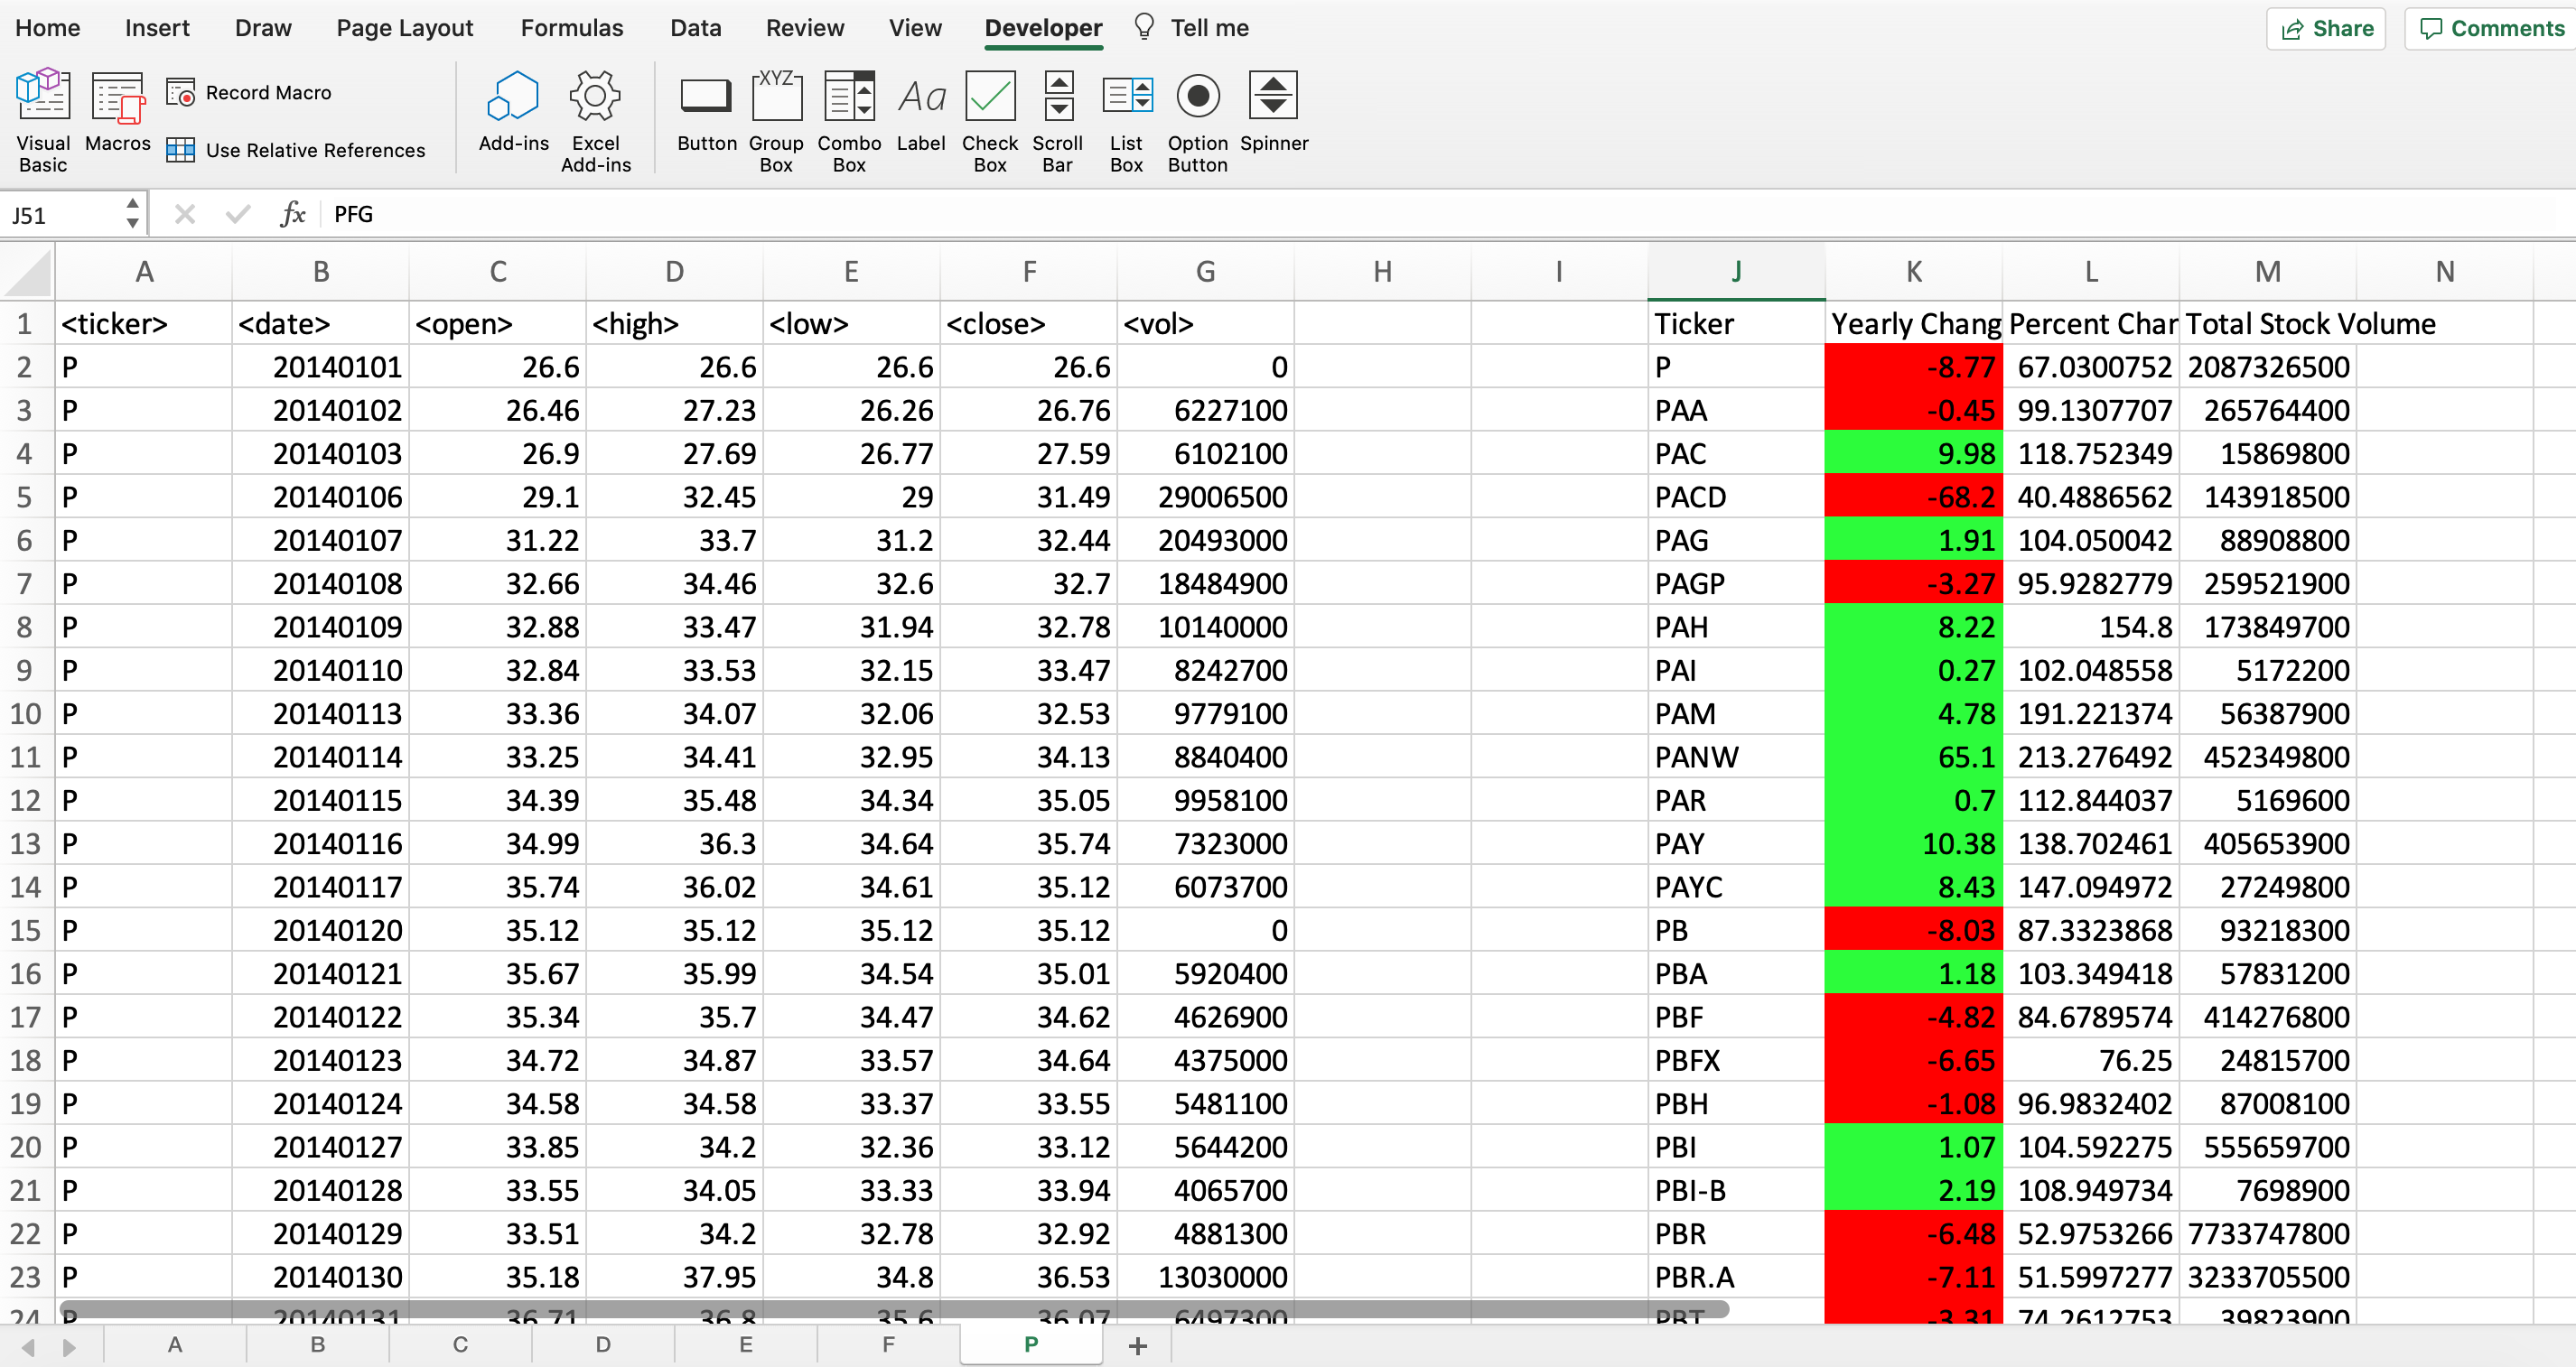 Home Insert Draw Page Layout Formulas Data Review View Developer Tell me Share Comments
Visual Basic Macros Record Macro Use Relative References Add-ins Excel Add-ins Button Group Box Combo Box Label Check Box Scroll Bar List Box Option Button Spinner
XYZ Aa
J51 fx PFG
A B C D E F G H I J K L M N
1 <ticker> <date> <open> <high> <low> <close> <vol> Ticker Yearly Chang Percent Char Total Stock Volume
2 P 20140101 26.6 26.6 26.6 26.6 0 P -8.77 67.0300752 2087326500
3 P 20140102 26.46 27.23 26.26 26.76 6227100 PAA -0.45 99.1307707 265764400
4 P 20140103 26.9 27.69 26.77 27.59 6102100 PAC 9.98 118.752349 15869800
5 P 20140106 29.1 32.45 29 31.49 29006500 PACD -68.2 40.4886562 143918500
6 P 20140107 31.22 33.7 31.2 32.44 20493000 PAG 1.91 104.050042 88908800
7 P 20140108 32.66 34.46 32.6 32.7 18484900 PAGP -3.27 95.9282779 259521900
8 P 20140109 32.88 33.47 31.94 32.78 10140000 PAH 8.22 154.8 173849700
9 P 20140110 32.84 33.53 32.15 33.47 8242700 PAI 0.27 102.048558 5172200
10 P 20140113 33.36 34.07 32.06 32.53 9779100 PAM 4.78 191.221374 56387900
11 P 20140114 33.25 34.41 32.95 34.13 8840400 PANW 65.1 213.276492 452349800
12 P 20140115 34.39 35.48 34.34 35.05 9958100 PAR 0.7 112.844037 5169600
13 P 20140116 34.99 36.3 34.64 35.74 7323000 PAY 10.38 138.702461 405653900
14 P 20140117 35.74 36.02 34.61 35.12 6073700 PAYC 8.43 147.094972 27249800
15 P 20140120 35.12 35.12 35.12 35.12 0 PB -8.03 87.3323868 93218300
16 P 20140121 35.67 35.99 34.54 35.01 5920400 PBA 1.18 103.349418 57831200
17 P 20140122 35.34 35.7 34.47 34.62 4626900 PBF -4.82 84.6789574 414276800
18 P 20140123 34.72 34.87 33.57 34.64 4375000 PBFX -6.65 76.25 24815700
19 P 20140124 34.58 34.58 33.37 33.55 5481100 PBH -1.08 96.9832402 87008100
20 P 20140127 33.85 34.2 32.36 33.12 5644200 PBI 1.07 104.592275 555659700
21 P 20140128 33.55 34.05 33.33 33.94 4065700 PBI-B 2.19 108.949734 7698900
22 P 20140129 33.51 34.2 32.78 32.92 4881300 PBR -6.48 52.9753266 7733747800
23 P 20140130 35.18 37.95 34.8 36.53 13030000 PBR.A -7.11 51.5997277 3233705500
24 P 20140131 36.71 36.8 35.6 36.07 6497300 PBT -3.31 74.2612753 39823900
A B C D E F P +